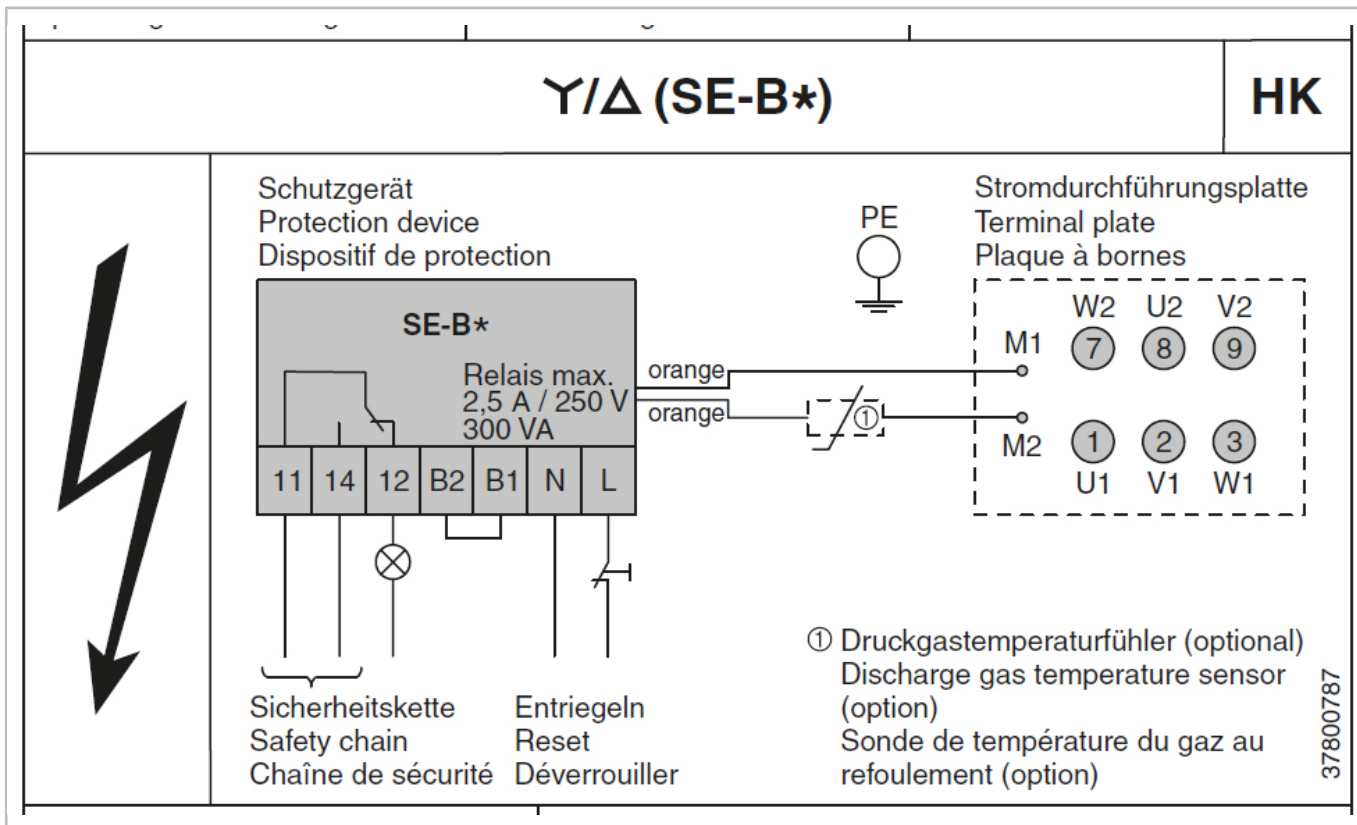 Y/Δ (SE-B*)
HK
Schutzgerät
Protection device
Dispositif de protection
SE-B*
Relais max.
2,5 A / 250 V
300 VA
11 14 12 B2 B1 N L
orange
orange
①
PE
Stromdurchführungsplatte
Terminal plate
Plaque à bornes
W2 U2 V2
M1
7 8 9
M2
1 2 3
U1 V1 W1
Sicherheitskette
Safety chain
Chaîne de sécurité
Entriegeln
Reset
Déverrouiller
① Druckgastemperaturfühler (optional)
Discharge gas temperature sensor
(option)
Sonde de température du gaz au
refoulement (option)
37800787